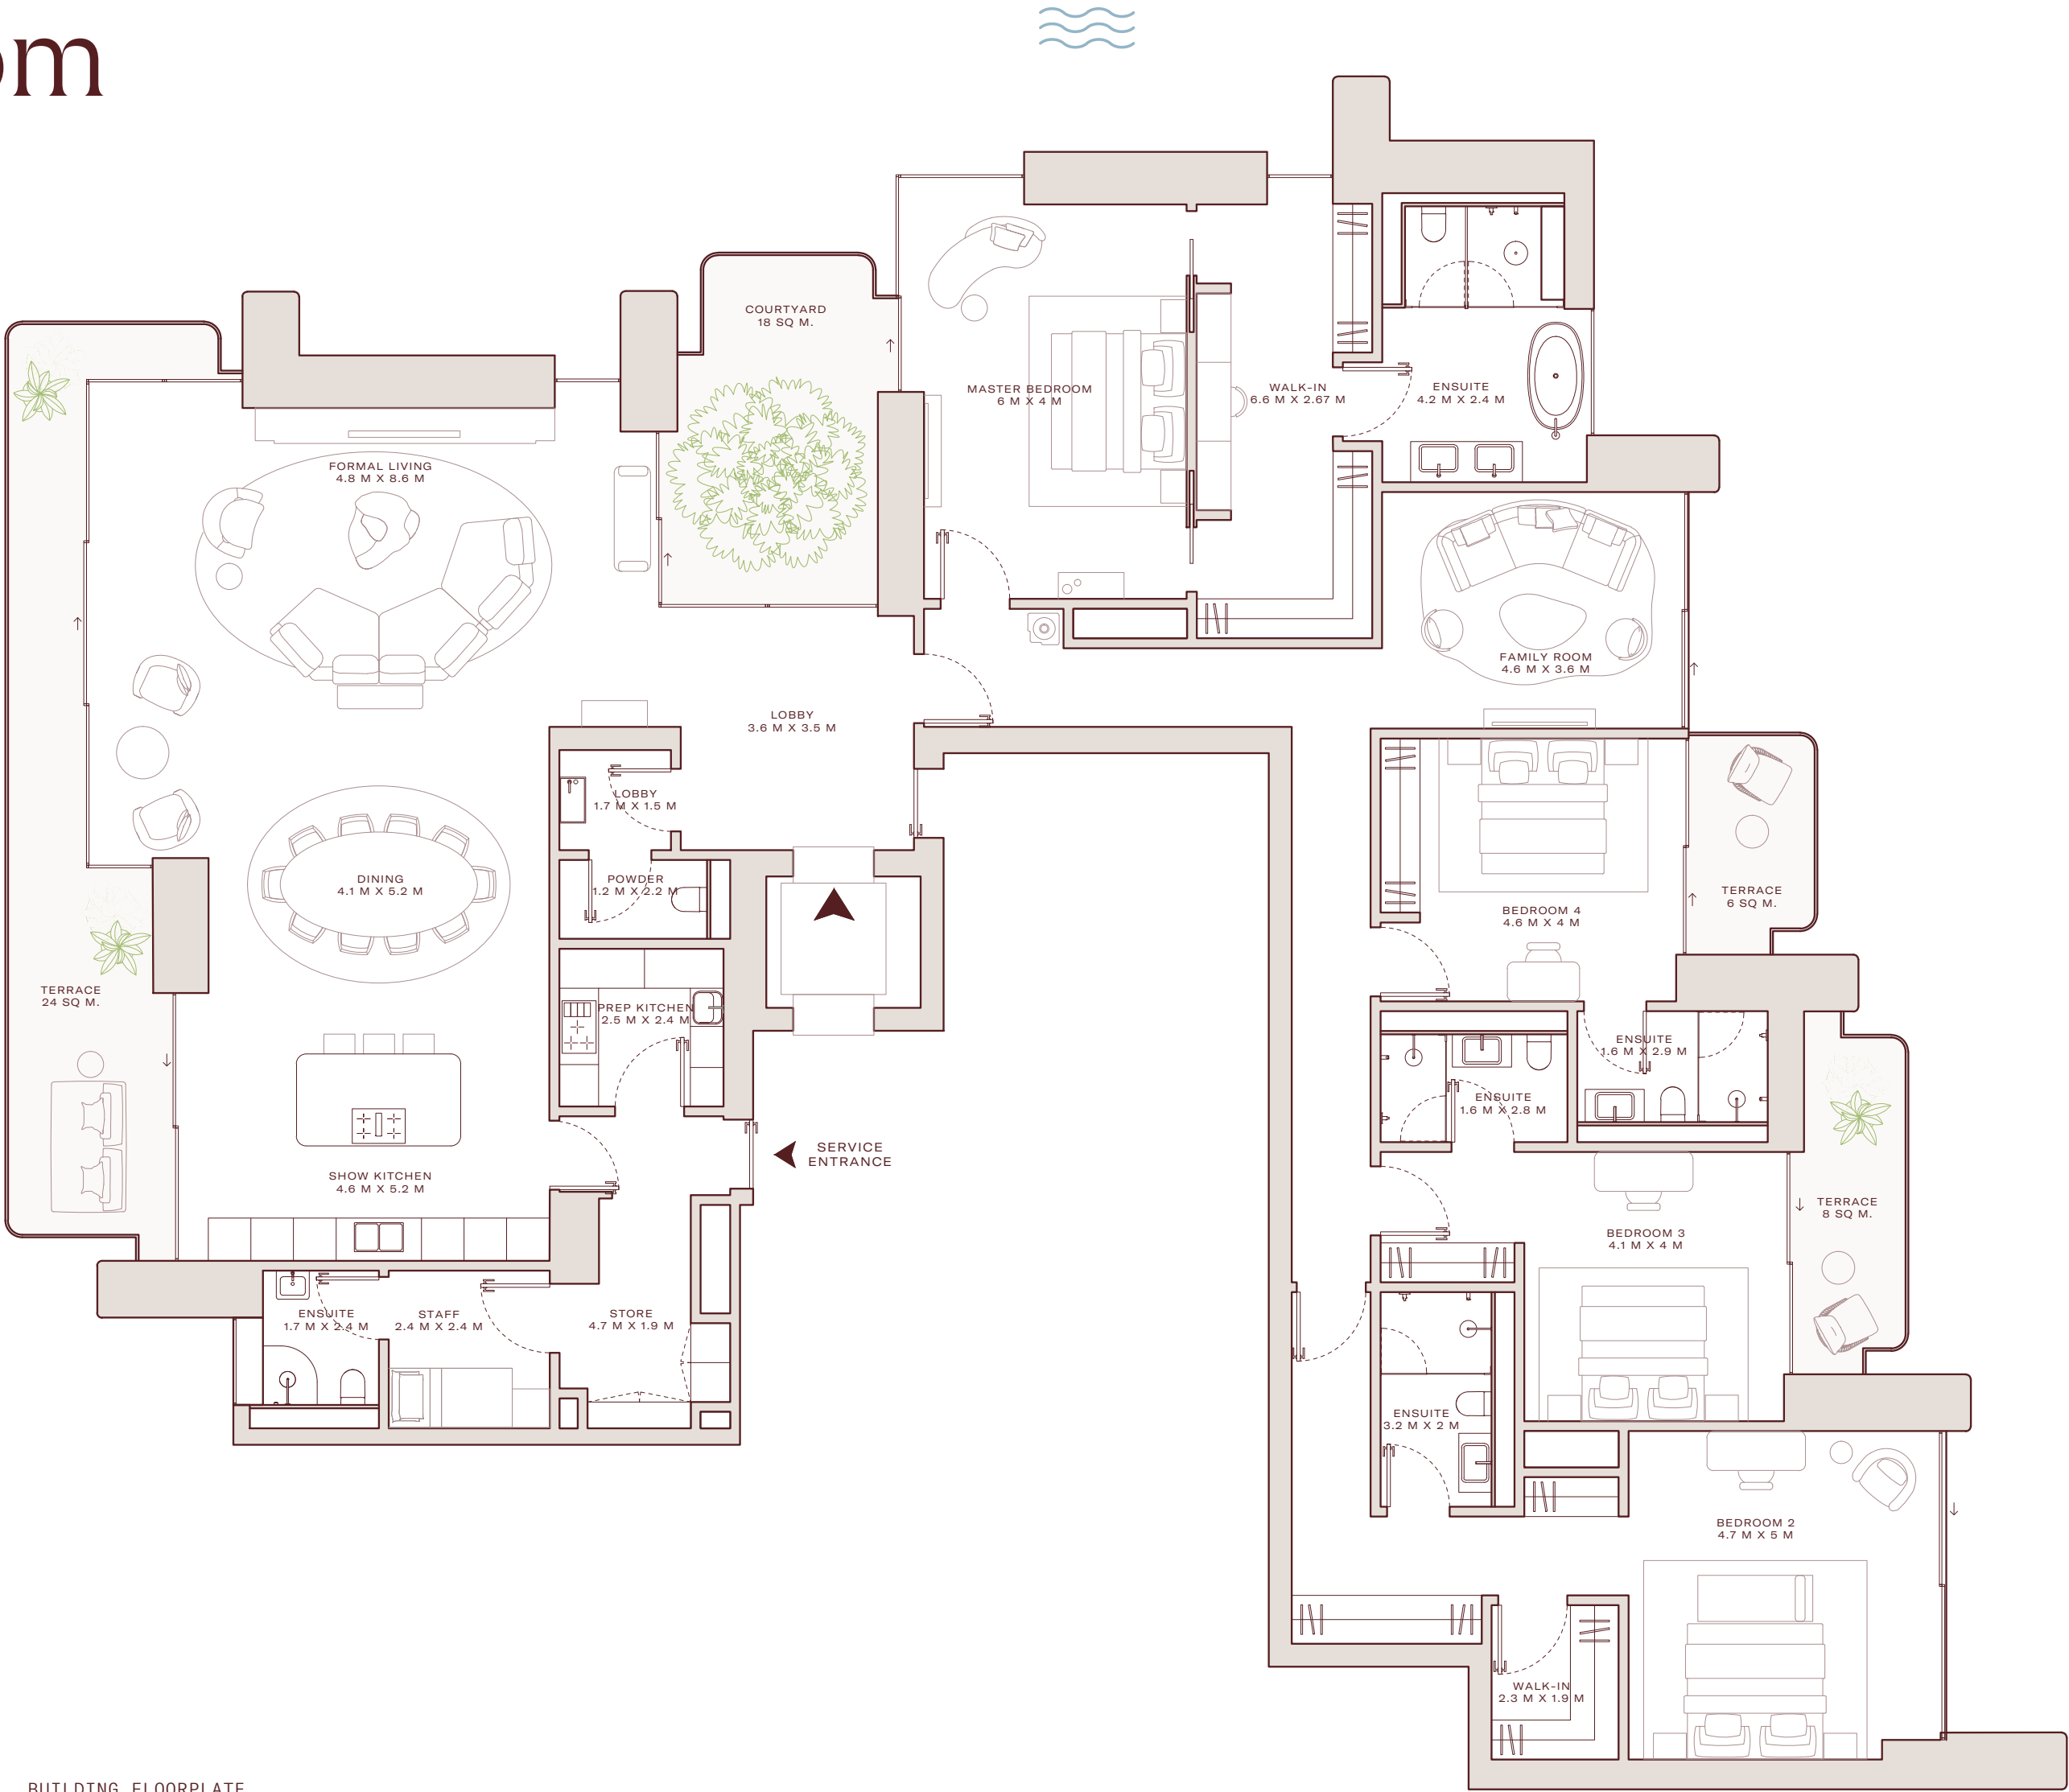 om
COURTYARD
18 SQ M.
MASTER BEDROOM
6 M X 4 M
WALK-IN
6.6 M X 2.67 M
ENSUITE
4.2 M X 2.4 M
FORMAL LIVING
4.8 M X 8.6 M
FAMILY ROOM
4.6 M X 3.6 M
LOBBY
3.6 M X 3.5 M
LOBBY
1.7 M X 1.5 M
DINING
4.1 M X 5.2 M
POWDER
1.2 M X 2.2 M
TERRACE
6 SQ M.
BEDROOM 4
4.6 M X 4 M
TERRACE
24 SQ M.
PREP KITCHEN
2.5 M X 2.4 M
ENSUITE
1.6 M X 2.9 M
ENSUITE
1.6 M X 2.8 M
SERVICE
ENTRANCE
SHOW KITCHEN
4.6 M X 5.2 M
TERRACE
8 SQ M.
BEDROOM 3
4.1 M X 4 M
ENSUITE
1.7 M X 2.4 M
STAFF
2.4 M X 2.4 M
STORE
4.7 M X 1.9 M
ENSUITE
3.2 M X 2 M
BEDROOM 2
4.7 M X 5 M
WALK-IN
2.3 M X 1.9 M
BUILDING FLOORPLATE